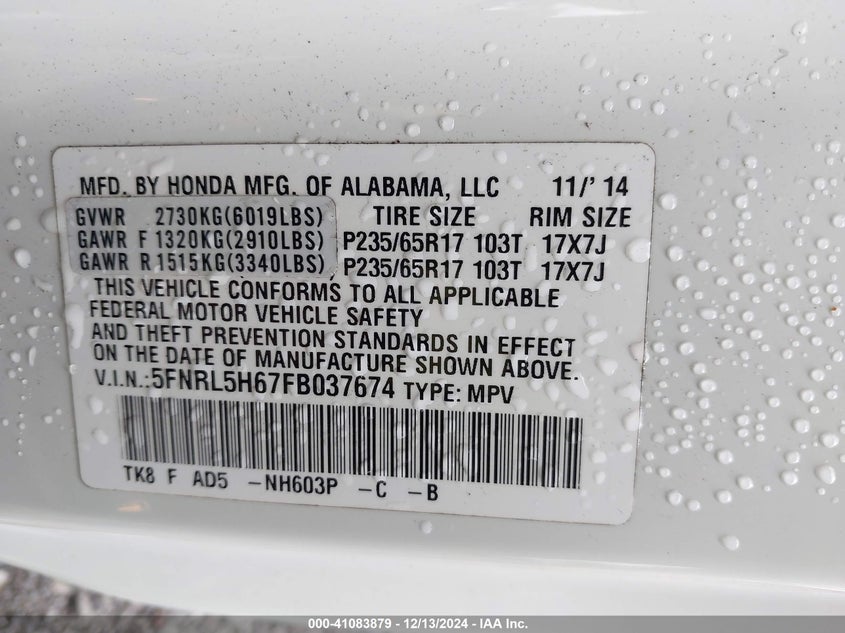 MFD. BY HONDA MFG. OF ALABAMA, LLC 11/' 14
GVWR 2730KG(6019LBS) TIRE SIZE RIM SIZE
GAWR F 1320KG(2910LBS) P235/65R17 103T 17X7J
GAWR R 1515KG(3340LBS) P235/65R17 103T 17X7J
THIS VEHICLE CONFORMS TO ALL APPLICABLE
FEDERAL MOTOR VEHICLE SAFETY
AND THEFT PREVENTION STANDARDS IN EFFECT
ON THE DATE OF MANUFACTURE SHOWN ABOVE.
V.I.N.:5FNRL5H67FB037674 TYPE: MPV
TK8 F AD5 -NH603P -C -B
000-41083879 - 12/13/2024 - IAA Inc.